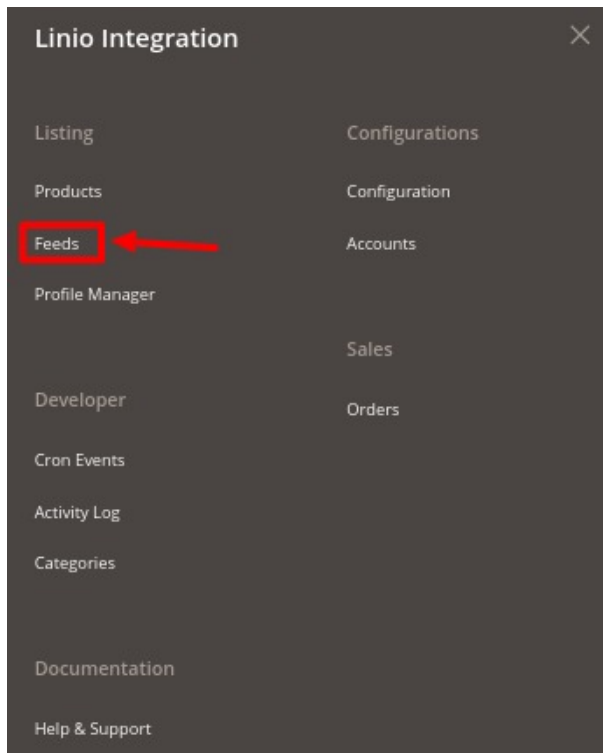 Linio Integration
Listing
Products
Feeds
Profile Manager
Developer
Cron Events
Activity Log
Categories
Documentation
Help & Support
Configurations
Configuration
Accounts
Sales
Orders